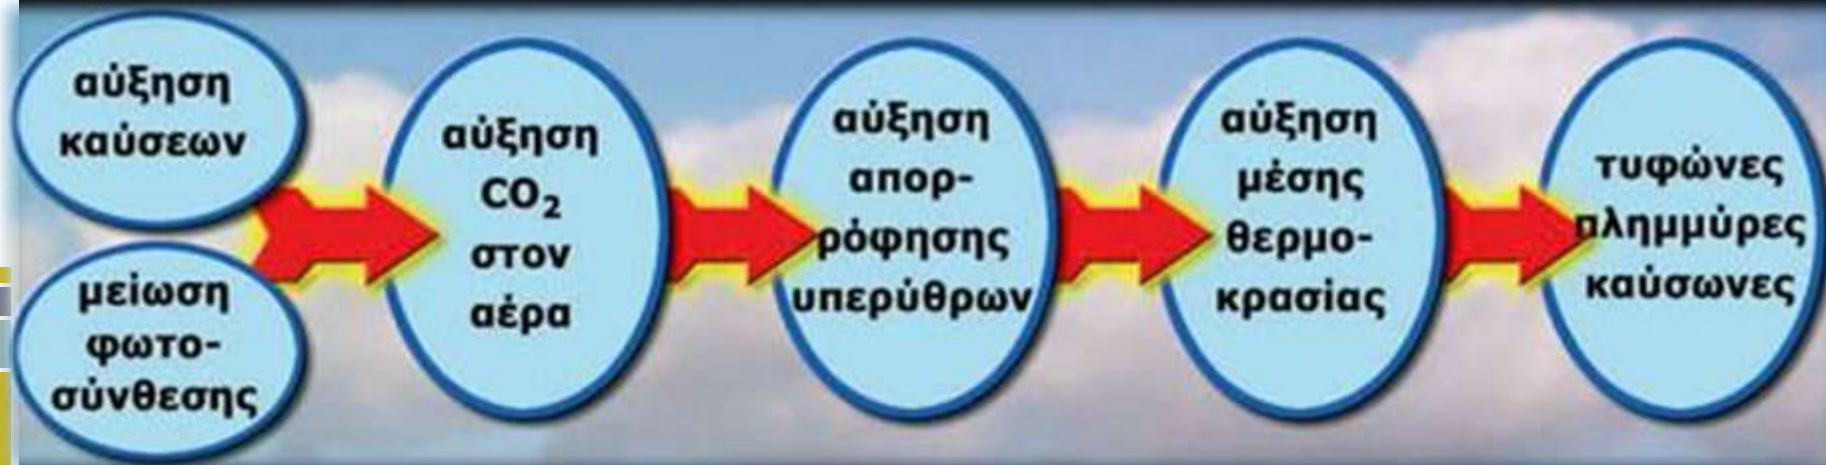 αύξηση
καύσεων
μείωση
φωτο-
σύνθεσης
αύξηση
CO₂
στον
αέρα
αύξηση
απορ-
ρόφησης
υπερύθρων
αύξηση
μέσης
θερμο-
κρασίας
τυφώνες
πλημμύρες
καύσωνες